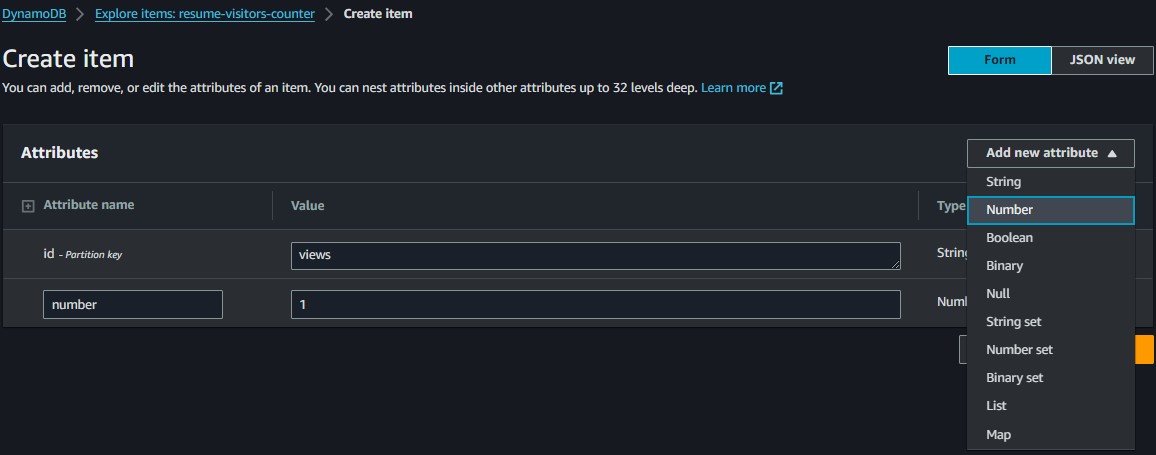 DynamoDB > Explore items: resume-visitors-counter > Create item
Create item
Form JSON view
You can add, remove, or edit the attributes of an item. You can nest attributes inside other attributes up to 32 levels deep. Learn more
Attributes
Add new attribute
Attribute name Value Type
id - Partition key views
number 1
String
Number
Boolean
Binary
Null
String set
Number set
Binary set
List
Map